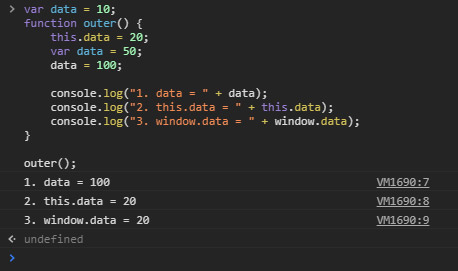 var data = 10;
function outer() {
    this.data = 20;
    var data = 50;
    data = 100;

    console.log("1. data = " + data);
    console.log("2. this.data = " + this.data);
    console.log("3. window.data = " + window.data);
}

outer();
1. data = 100 VM1690:7
2. this.data = 20 VM1690:8
3. window.data = 20 VM1690:9
undefined